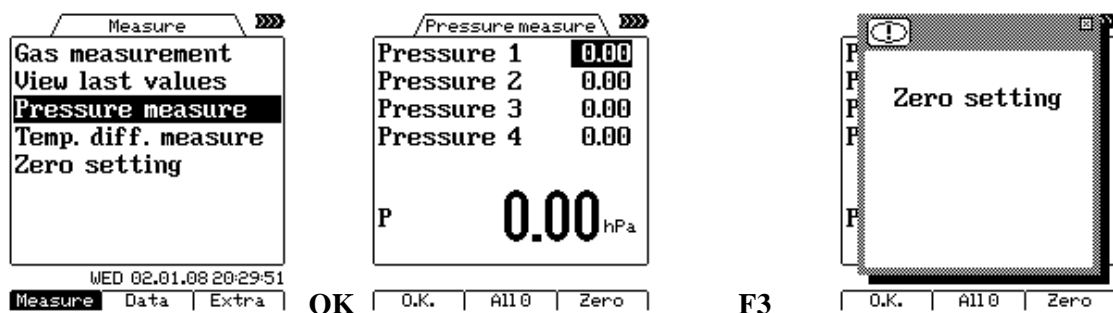 Measure
Gas measurement
View last values
Pressure measure
Temp. diff. measure
Zero setting
WED 02.01.08 20:29:51
Measure Data Extra
OK
Pressure measure
Pressure 1 0.00
Pressure 2 0.00
Pressure 3 0.00
Pressure 4 0.00
P 0.00 hPa
O.K. All 0 Zero
F3
P
P
P
P
P
Zero setting
O.K. All 0 Zero